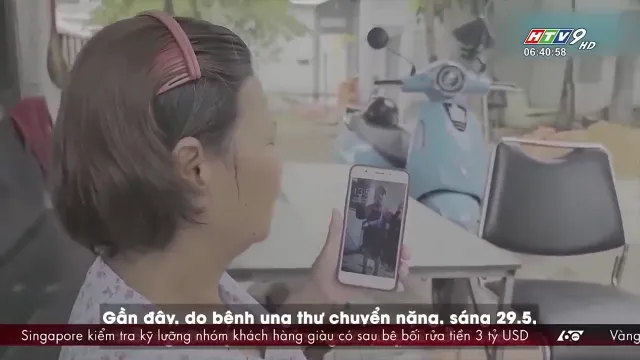 HTV9 HD
06:40:58
Gần đây, do bệnh ung thư chuyển nặng, sáng 29.5,
Singapore kiểm tra kỹ lưỡng nhóm khách hàng giàu có sau bê bối rửa tiền 3 tỷ USD
60
Vàng